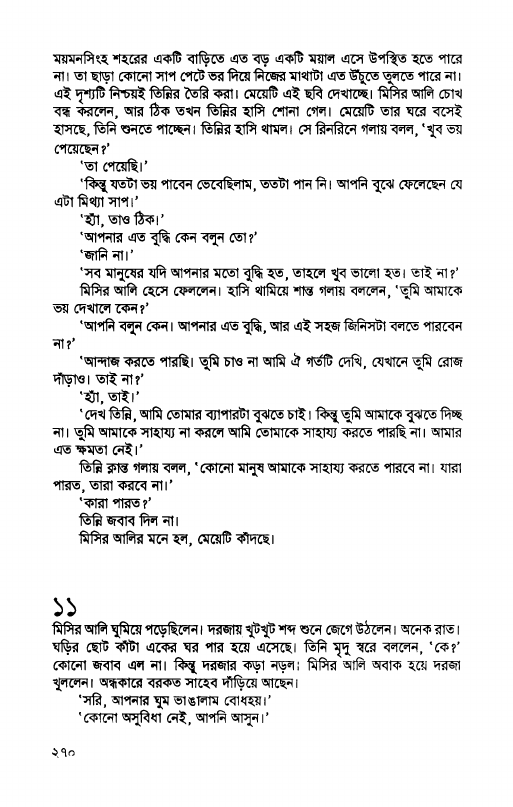 ময়মনসিংহ শহরের একটি বাড়িতে এত বড় একটি ময়াল এসে উপস্থিত হতে পারে
না। তা ছাড়া কোনো সাপ পেটে ভর দিয়ে নিজের মাথাটা এত উঁচুতে তুলতে পারে না।
এই দৃশ্যটি নিশ্চয়ই তিন্নির তৈরি করা। মেয়েটি এই ছবি দেখাচ্ছে। মিসির আলি চোখ
বন্ধ করলেন, আর ঠিক তখন তিন্নির হাসি শোনা গেল। মেয়েটি তার ঘরে বসেই
হাসছে, তিনি শুনতে পাচ্ছেন। তিন্নির হাসি থামল। সে রিনরিনে গলায় বলল, ‘খুব ভয়
পেয়েছেন?’
‘তা পেয়েছি।’
‘কিন্তু যতটা ভয় পাবেন ভেবেছিলাম, ততটা পান নি। আপনি বুঝে ফেলেছেন যে
এটা মিথ্যা সাপ।’
‘হ্যাঁ, তাও ঠিক।’
‘আপনার এত বুদ্ধি কেন বলুন তো?’
‘জানি না।’
‘সব মানুষের যদি আপনার মতো বুদ্ধি হত, তাহলে খুব ভালো হত। তাই না?’
মিসির আলি হেসে ফেললেন। হাসি থামিয়ে শান্ত গলায় বললেন, ‘তুমি আমাকে
ভয় দেখালে কেন?’
‘আপনি বলুন কেন। আপনার এত বুদ্ধি, আর এই সহজ জিনিসটা বলতে পারবেন
না?’
‘আন্দাজ করতে পারছি। তুমি চাও না আমি ঐ গর্তটি দেখি, যেখানে তুমি রোজ
দাঁড়াও। তাই না?’
‘হ্যাঁ, তাই।’
‘দেখ তিন্নি, আমি তোমার ব্যাপারটা বুঝতে চাই। কিন্তু তুমি আমাকে বুঝতে দিচ্ছ
না। তুমি আমাকে সাহায্য না করলে আমি তোমাকে সাহায্য করতে পারছি না। আমার
এত ক্ষমতা নেই।’
তিন্নি ক্লান্ত গলায় বলল, ‘কোনো মানুষ আমাকে সাহায্য করতে পারবে না। যারা
পারত, তারা করবে না।’
‘কারা পারত?’
তিন্নি জবাব দিল না।
মিসির আলির মনে হল, মেয়েটি কাঁদছে।
১১
মিসির আলি ঘুমিয়ে পড়েছিলেন। দরজায় খুটখুট শব্দ শুনে জেগে উঠলেন। অনেক রাত।
ঘড়ির ছোট কাঁটা একের ঘর পার হয়ে এসেছে। তিনি মৃদু স্বরে বললেন, ‘কে?’
কোনো জবাব এল না। কিন্তু দরজার কড়া নড়ল। মিসির আলি অবাক হয়ে দরজা
খুললেন। অন্ধকারে বরকত সাহেব দাঁড়িয়ে আছেন।
‘সরি, আপনার ঘুম ভাঙালাম বোধহয়।’
‘কোনো অসুবিধা নেই, আপনি আসুন।’
২৭০